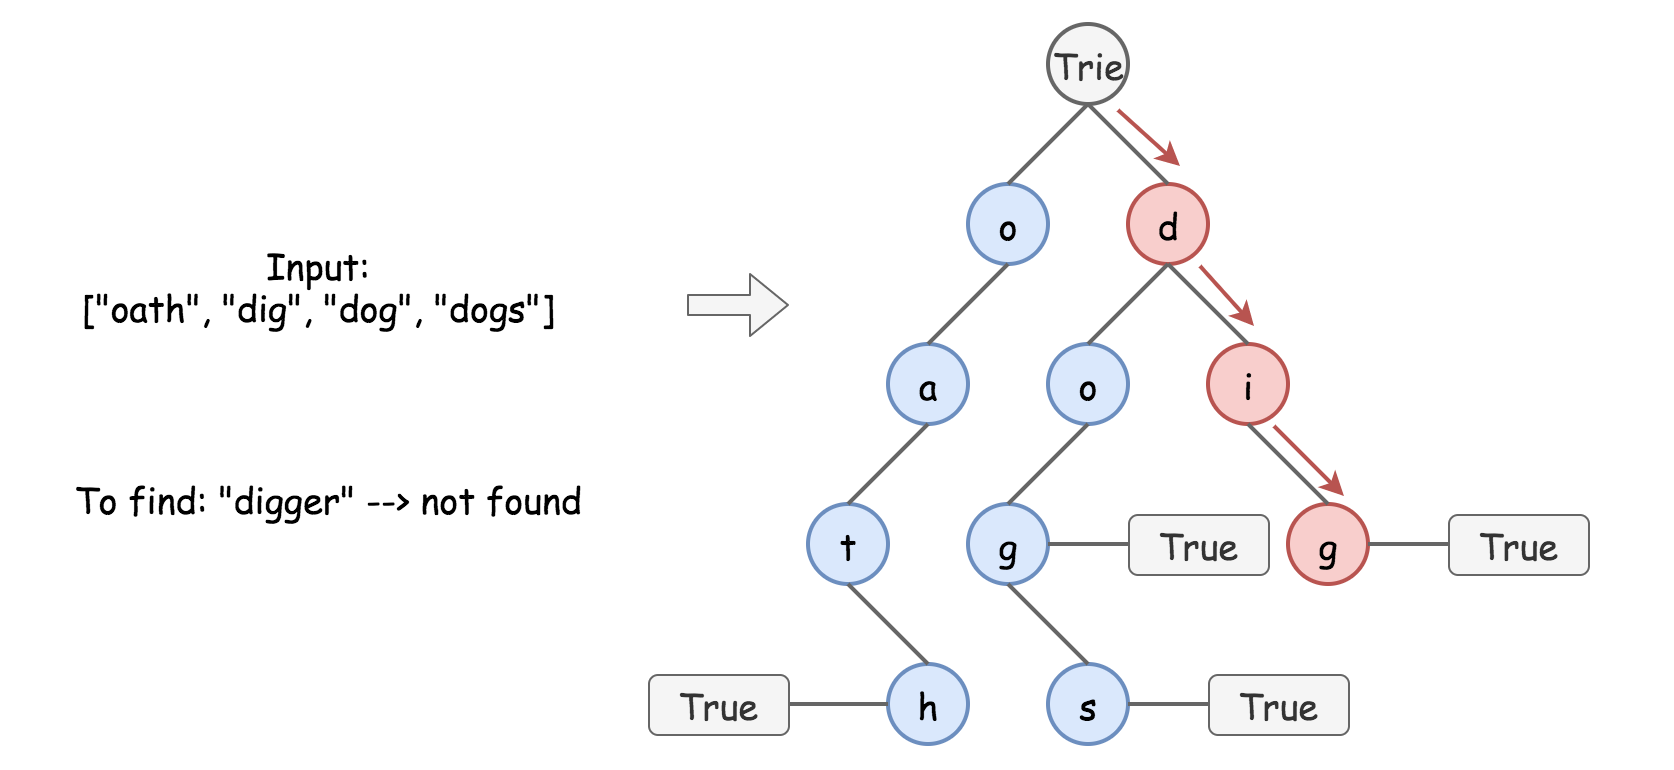 Trie
o
d
Input:
["oath", "dig", "dog", "dogs"]
a
o
i
To find: "digger" --> not found
t
g
True
g
True
True
h
s
True